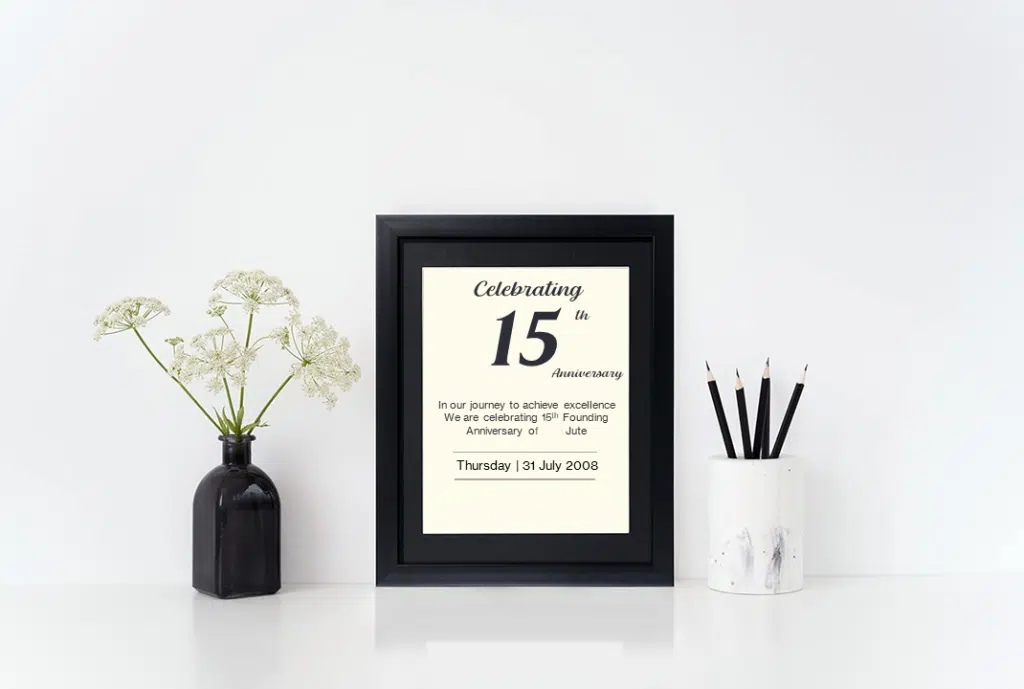 Celebrating
15 th
Anniversary
In our journey to achieve excellence
We are celebrating 15th Founding
Anniversary of Jute
Thursday | 31 July 2008